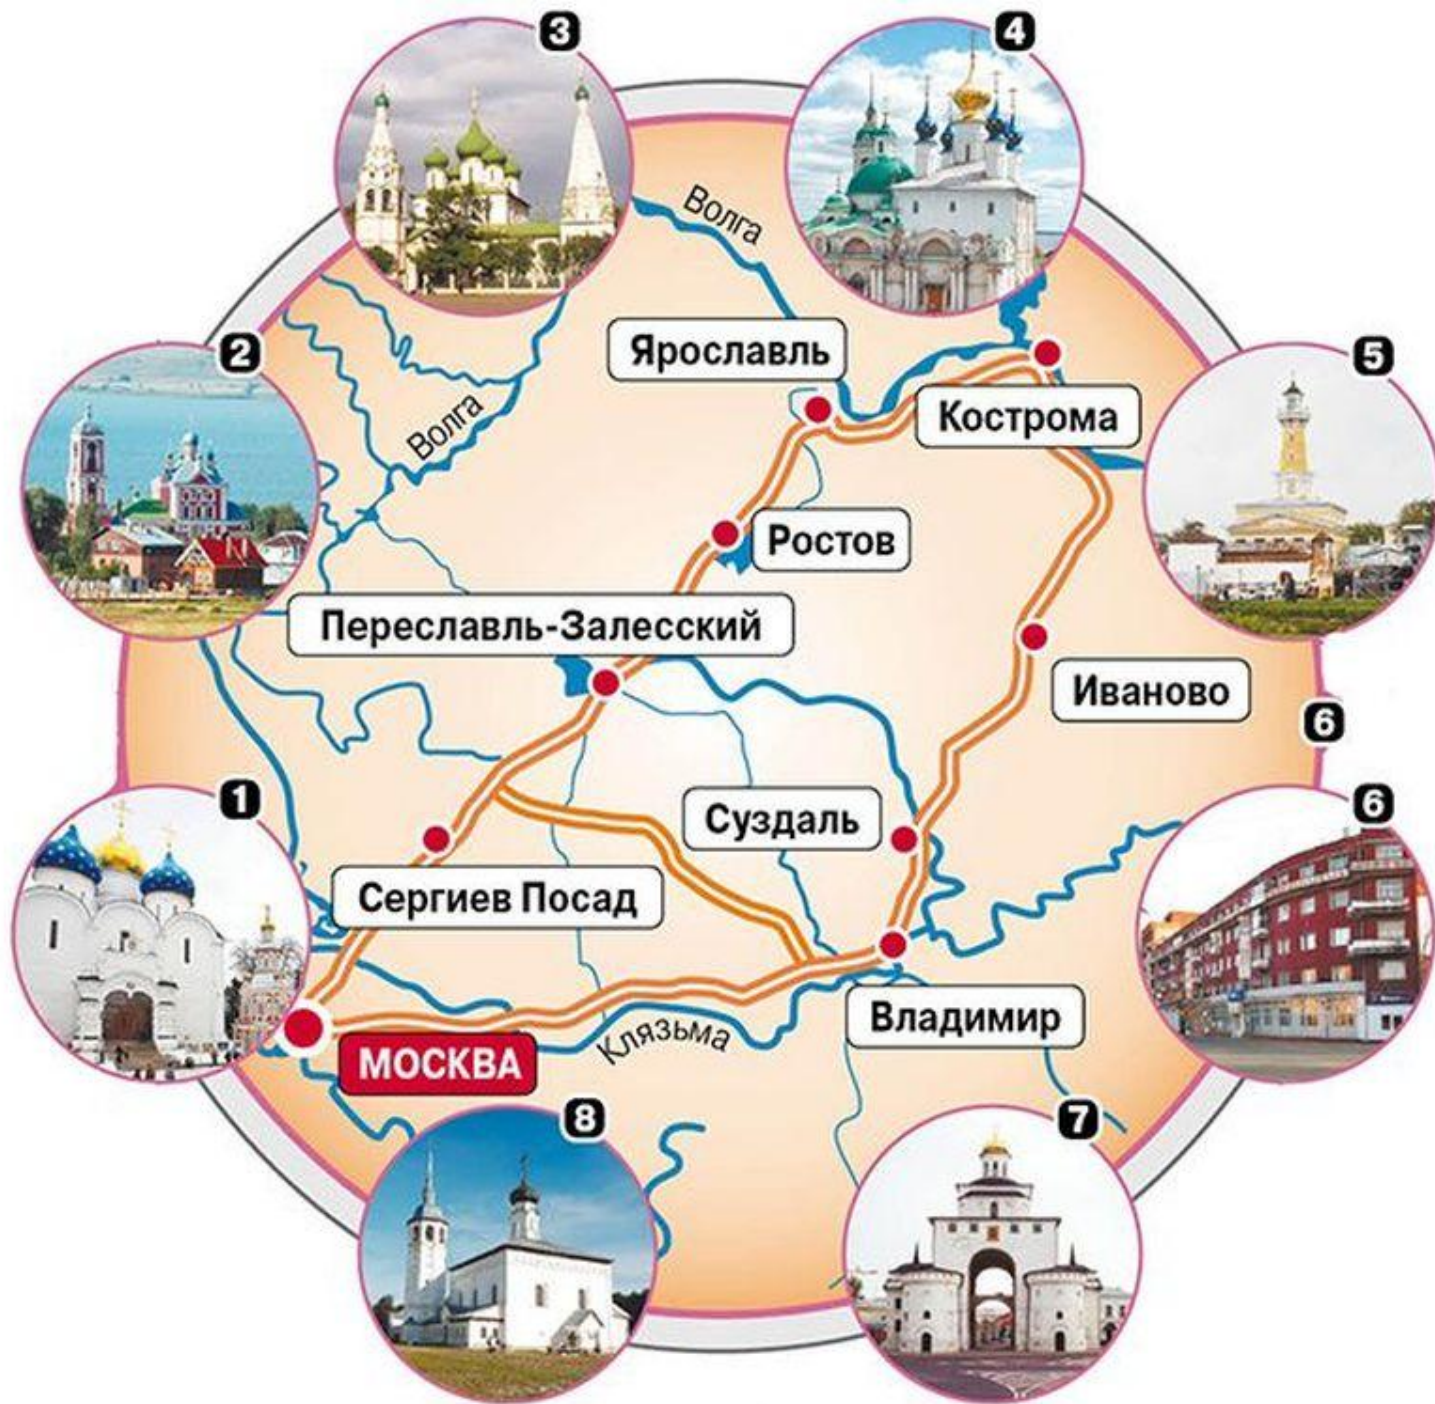 3
4
Волга
2
Ярославль
5
Волга
Кострома
Ростов
Переславль-Залесский
Иваново
6
1
Суздаль
6
Сергиев Посад
Владимир
Клязьма
МОСКВА
8
7